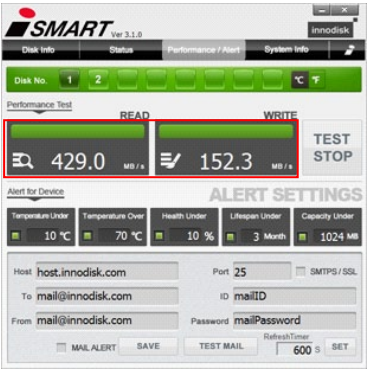 iSMART Ver 3.1.0
innodisk
Disk Info Status Performance / Alert System Info i
Disk No. 1 2 °C °F
Performance Test
READ WRITE
429.0 MB / s 152.3 MB / s TEST STOP
Alert for Device ALERT SETTINGS
Temperature Under Temperature Over Health Under Lifespan Under Capacity Under
10 °C 70 °C 10 % 3 Month 1024 MB
Host host.innodisk.com Port 25 SMTPS / SSL
To mail@innodisk.com ID mailID
From mail@innodisk.com Password mailPassword
RefreshTimer
MAIL ALERT SAVE TEST MAIL 600 S SET